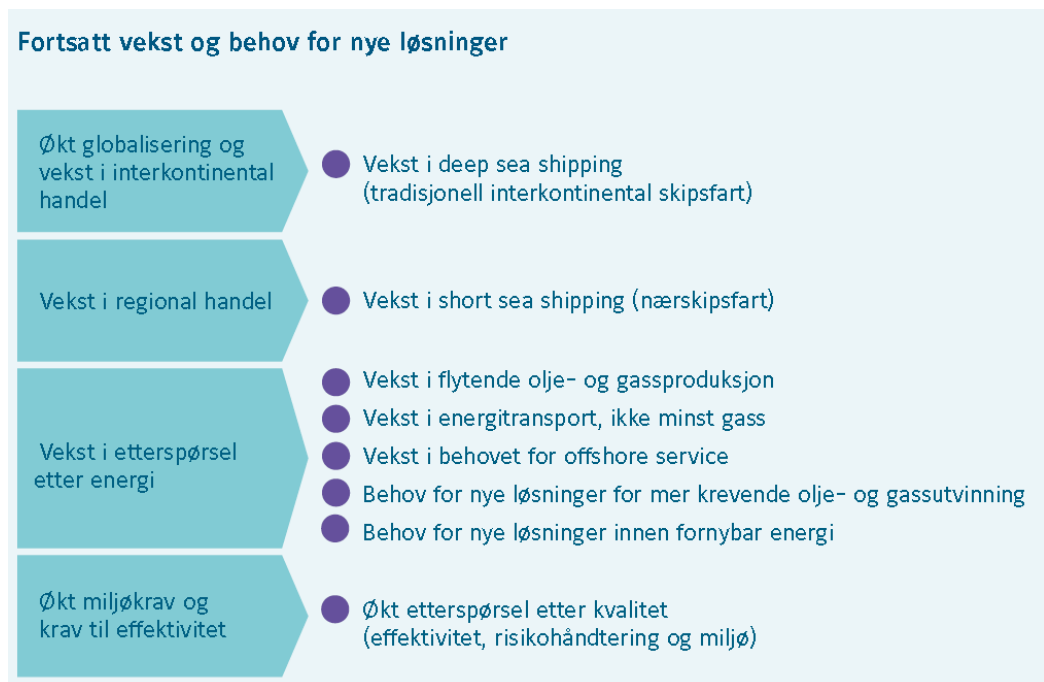 Fortsatt vekst og behov for nye løsninger
Økt globalisering og
vekst i interkontinental
handel
Vekst i deep sea shipping
(tradisjonell interkontinental skipsfart)
Vekst i regional handel
Vekst i short sea shipping (nærskipsfart)
Vekst i etterspørsel
etter energi
Vekst i flytende olje- og gassproduksjon
Vekst i energitransport, ikke minst gass
Vekst i behovet for offshore service
Behov for nye løsninger for mer krevende olje- og gassutvinning
Behov for nye løsninger innen fornybar energi
Økt miljøkrav og
krav til effektivitet
Økt etterspørsel etter kvalitet
(effektivitet, risikohåndtering og miljø)